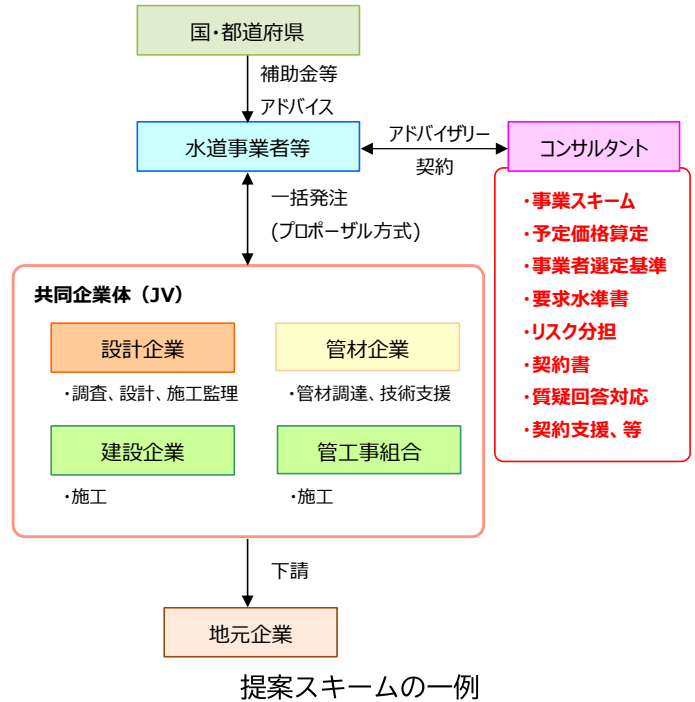 国・都道府県
補助金等
アドバイス
水道事業者等
アドバイザリー
契約
コンサルタント
・事業スキーム
・予定価格算定
・事業者選定基準
・要求水準書
・リスク分担
・契約書
・質疑回答対応
・契約支援、等
一括発注
(プロポーザル方式)
共同企業体（JV）
設計企業
管材企業
・調査、設計、施工監理
・管材調達、技術支援
建設企業
管工事組合
・施工
・施工
下請
地元企業
提案スキームの一例